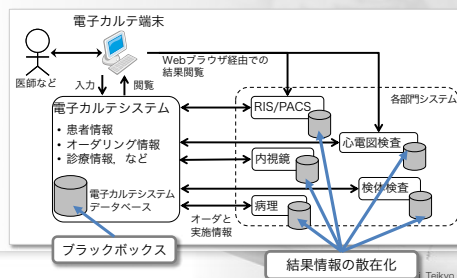 電子カルテ端末
Webブラウザ経由での
結果閲覧
医師など
入力
閲覧
電子カルテシステム
• 患者情報
• オーダリング情報
• 診療情報，など
電子カルテシステム
データベース
各部門システム
RIS/PACS
心電図検査
内視鏡
検体検査
病理
オーダと
実施情報
ブラックボックス
結果情報の散在化
Teikyo